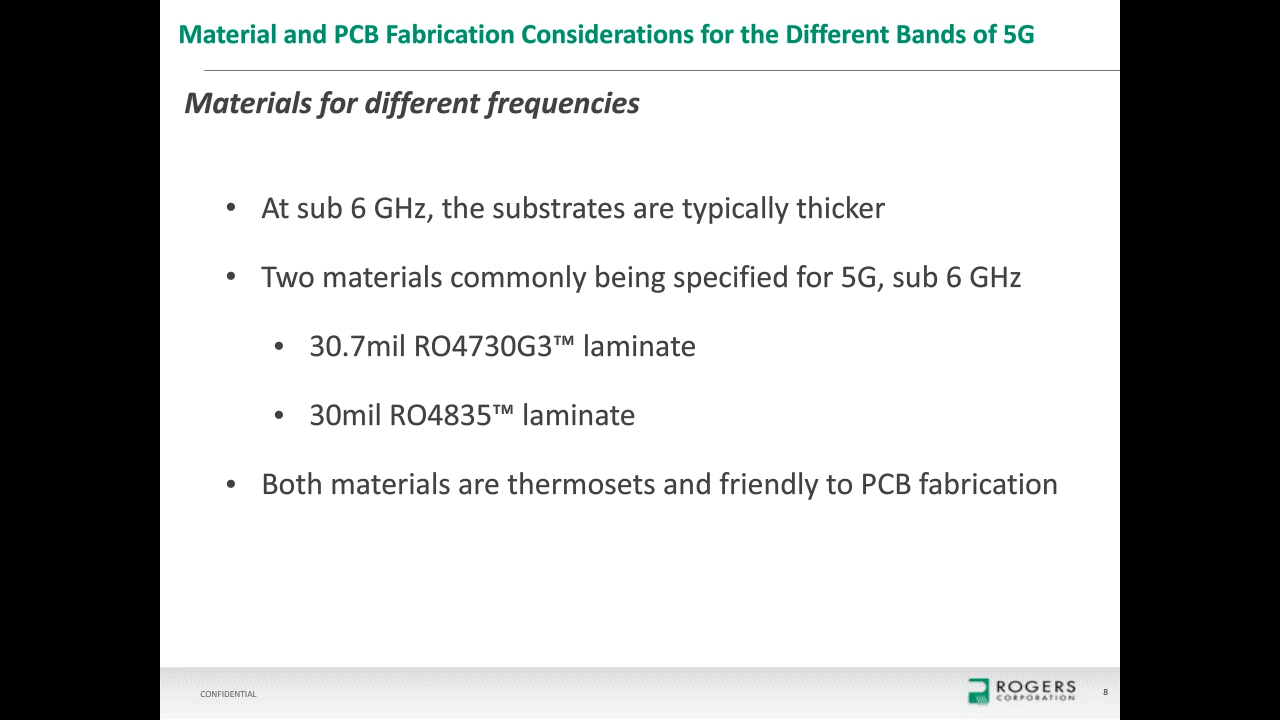 Material and PCB Fabrication Considerations for the Different Bands of 5G
Materials for different frequencies
• At sub 6 GHz, the substrates are typically thicker
• Two materials commonly being specified for 5G, sub 6 GHz
• 30.7mil RO4730G3™ laminate
• 30mil RO4835™ laminate
• Both materials are thermosets and friendly to PCB fabrication
CONFIDENTIAL
ROGERS
CORPORATION
8